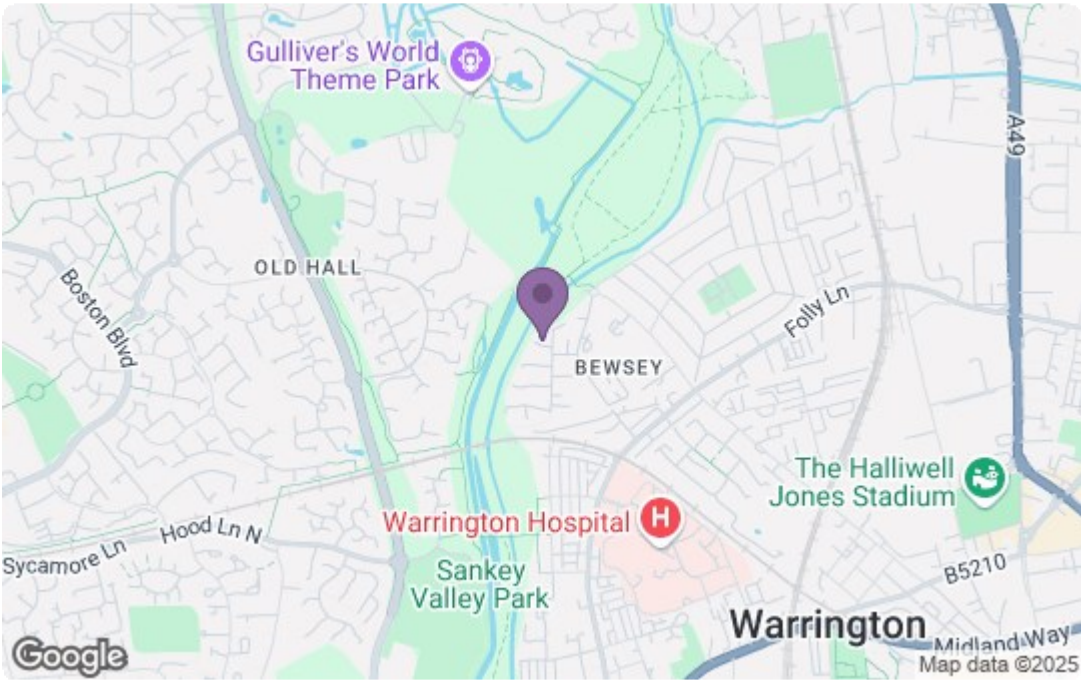 Gulliver's World
Theme Park
A49
OLD HALL
Boston Blvd
Folly Ln
BEWSEY
The Halliwell
Jones Stadium
Warrington Hospital
H
Hood Ln N
Sycamore Ln
Sankey
Valley Park
B5210
Warrington
Midland Way
Google
Map data ©2025